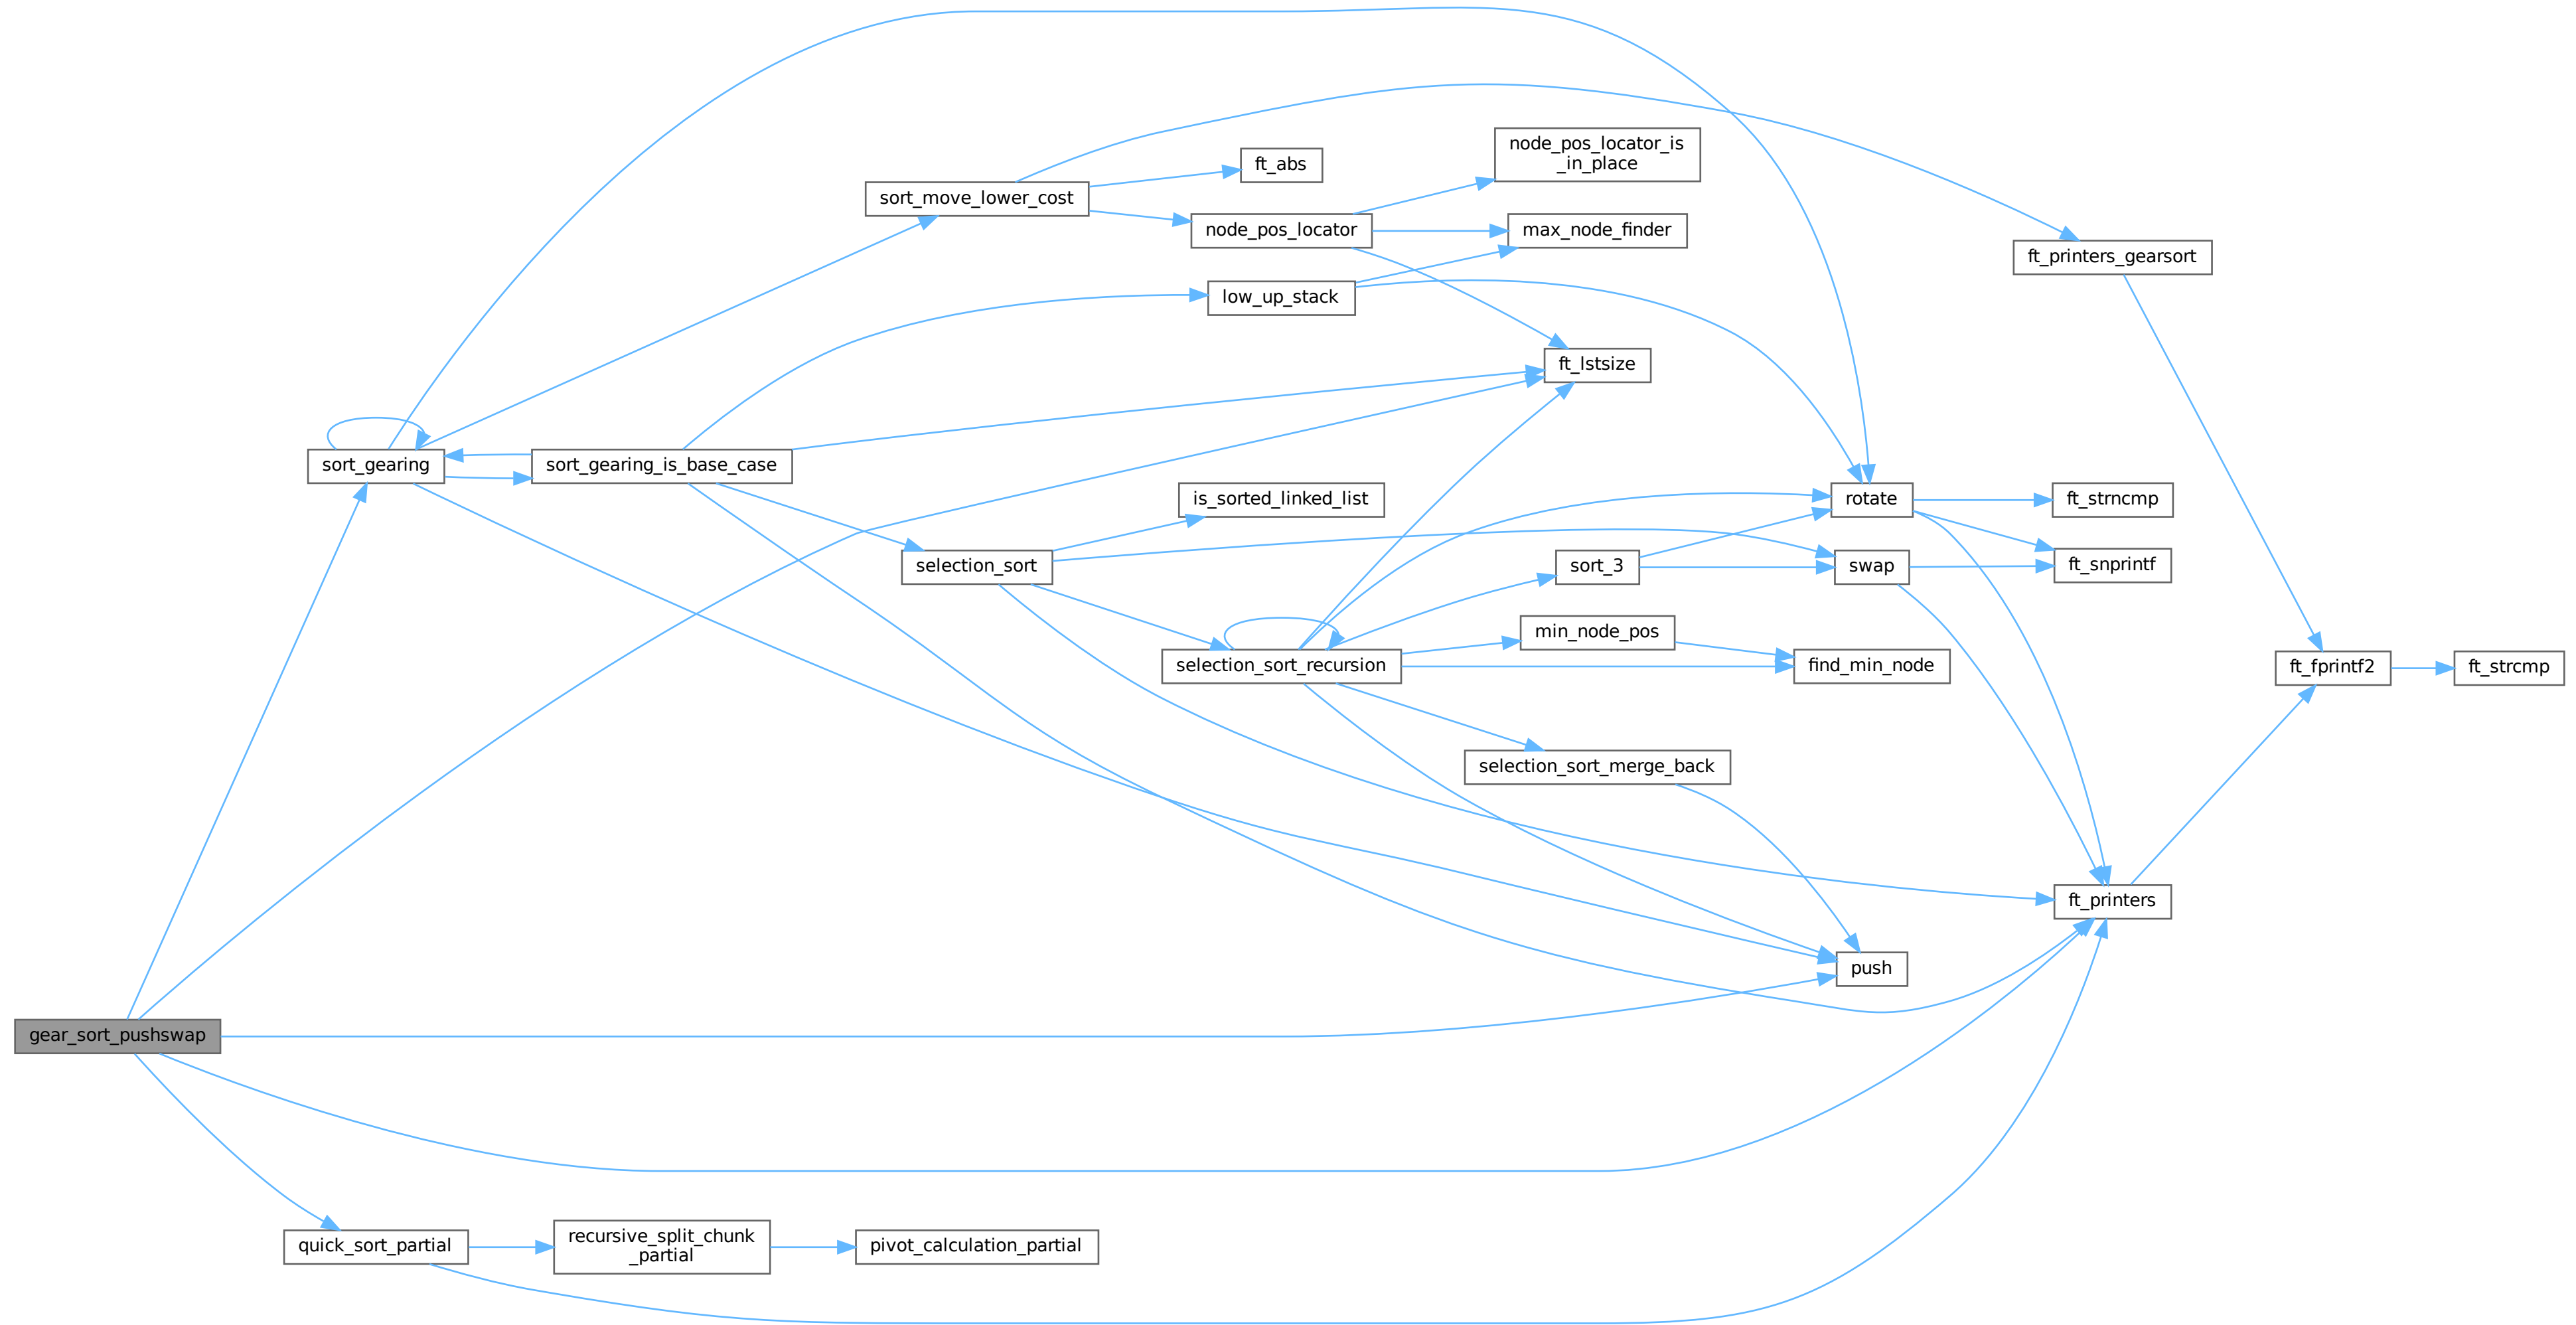 node_pos_locator_is
_in_place
ft_abs
sort_move_lower_cost
node_pos_locator
max_node_finder
ft_printers_gearsort
low_up_stack
ft_lstsize
sort_gearing
sort_gearing_is_base_case
is_sorted_linked_list
rotate
ft_strncmp
selection_sort
sort_3
swap
ft_snprintf
min_node_pos
selection_sort_recursion
find_min_node
ft_fprintf2
ft_strcmp
selection_sort_merge_back
ft_printers
push
gear_sort_pushswap
quick_sort_partial
recursive_split_chunk
_partial
pivot_calculation_partial